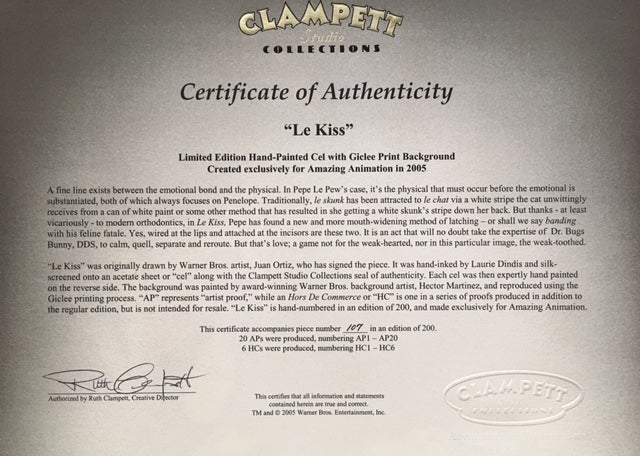 CLAMPETT
Studio
COLLECTIONS
Certificate of Authenticity
“Le Kiss”
Limited Edition Hand-Painted Cel with Giclee Print Background
Created exclusively for Amazing Animation in 2005
A fine line exists between the emotional bond and the physical. In Pepe Le Pew's case, it's the physical that must occur before the emotional is
substantiated, both of which always focuses on Penelope. Traditionally, le skunk has been attracted to le chat via a white stripe the cat unwittingly
receives from a can of white paint or some other method that has resulted in she getting a white skunk's stripe down her back. But thanks - at least
vicariously - to modern orthodontics, in Le Kiss, Pepe has found a new and more mouth-widening method of latching – or shall we say banding
with his feline fatale. Yes, wired at the lips and attached at the incisors are these two. It is an act that will no doubt take the expertise of Dr. Bugs
Bunny, DDS, to calm, quell, separate and reroute. But that's love; a game not for the weak-hearted, nor in this particular image, the weak-toothed.
“Le Kiss” was originally drawn by Warner Bros. artist, Juan Ortiz, who has signed the piece. It was hand-inked by Laurie Dindis and silk-
screened onto an acetate sheet or “cel” along with the Clampett Studio Collections seal of authenticity. Each cel was then expertly hand painted
on the reverse side. The background was painted by award-winning Warner Bros. background artist, Hector Martinez, and reproduced using the
Giclee printing process. “AP” represents “artist proof,” while an Hors De Commerce or “HC” is one in a series of proofs produced in addition to
the regular edition, but is not intended for resale. “Le Kiss” is hand-numbered in an edition of 200, and made exclusively for Amazing Animation.
This certificate accompanies piece number 107 in an edition of 200.
20 APs were produced, numbering AP1 – AP20
6 HCs were produced, numbering HC1 – HC6
Ruth Clampett
Authorized by Ruth Clampett, Creative Director
This certifies that all information and statements
contained herein are true and correct.
TM and © 2005 Warner Bros. Entertainment, Inc.
CLAMPETT
COLLECTIONS